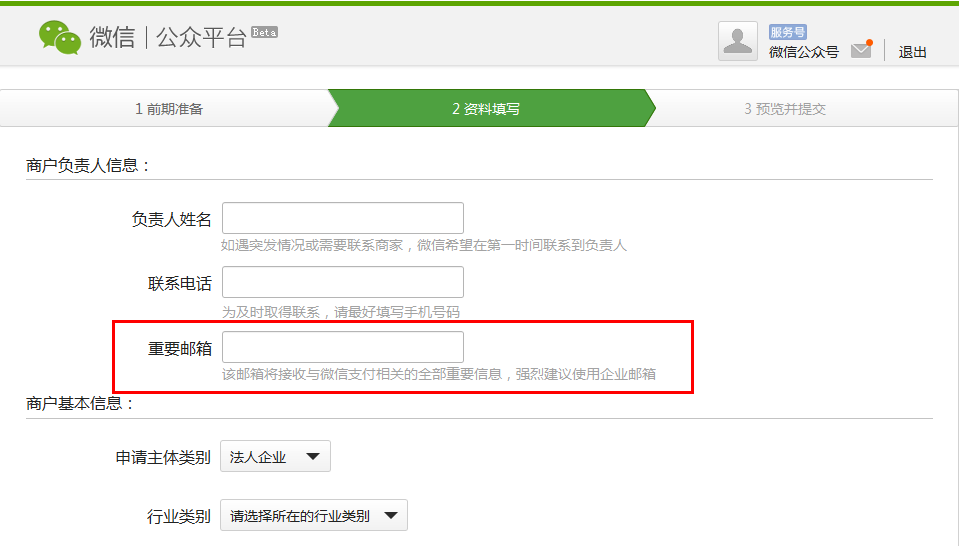 微信 | 公众平台 Beta
服务号
微信公众号 退出
1 前期准备 2 资料填写 3 预览并提交
商户负责人信息：
负责人姓名
如遇突发情况或需要联系商家，微信希望在第一时间联系到负责人
联系电话
为及时取得联系，请最好填写手机号码
重要邮箱
该邮箱将接收与微信支付相关的全部重要信息，强烈建议使用企业邮箱
商户基本信息：
申请主体类别 法人企业
行业类别 请选择所在的行业类别